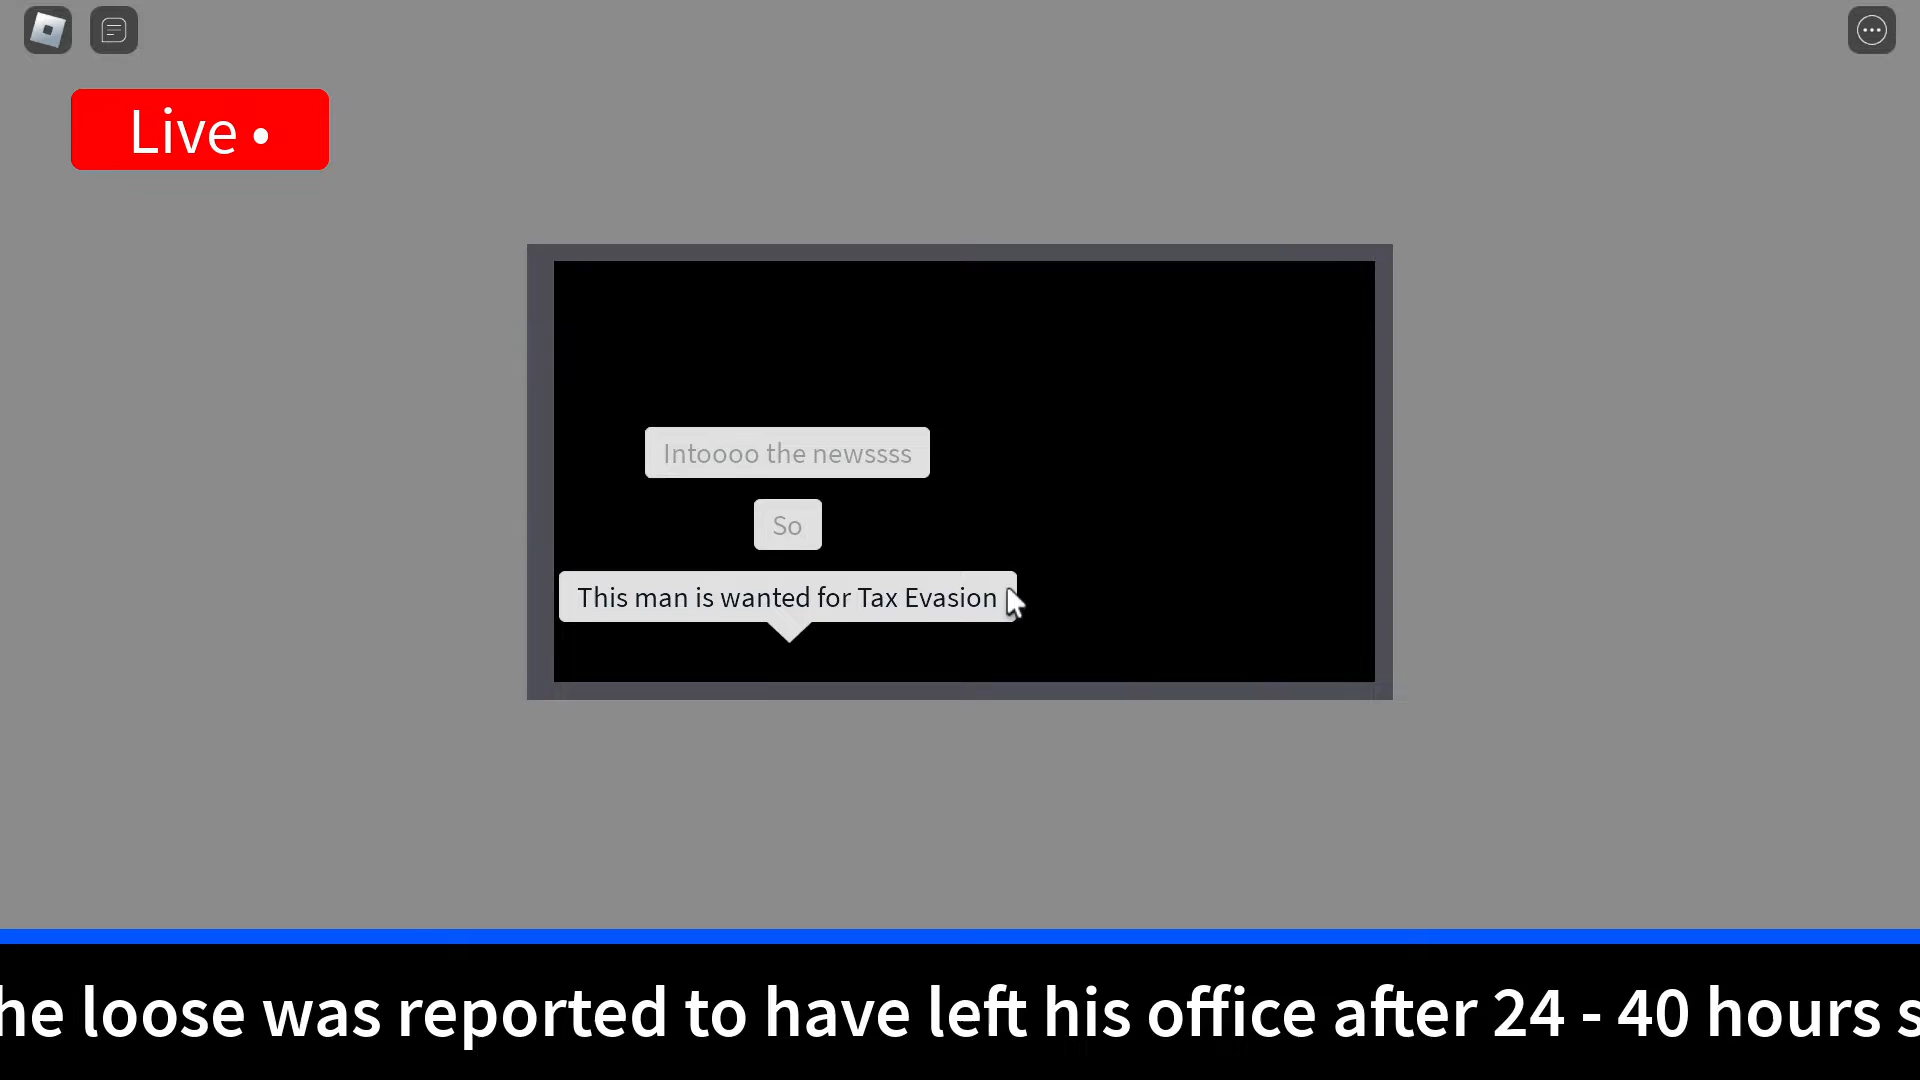 Live •
Intoooo the newssss
So
This man is wanted for Tax Evasion
he loose was reported to have left his office after 24 - 40 hours s